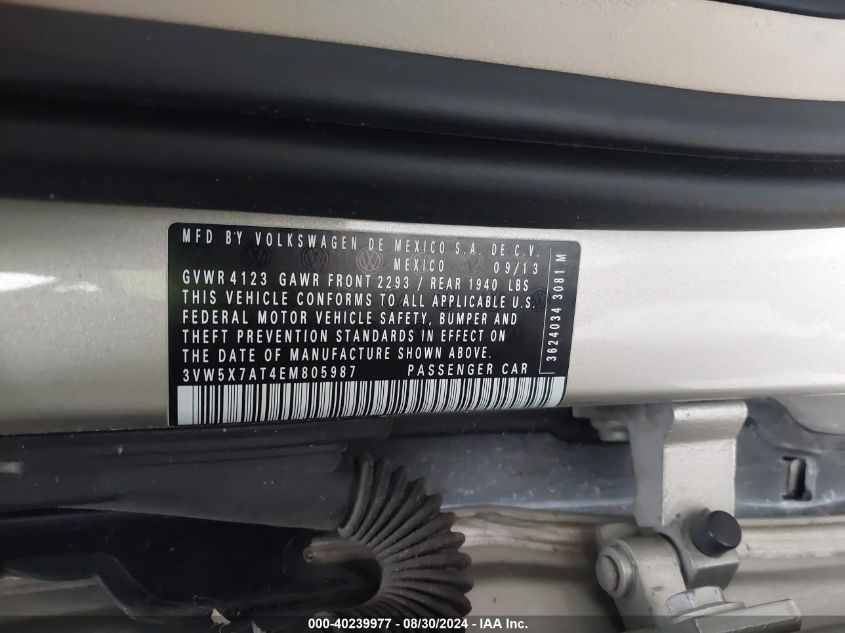 MFD BY VOLKSWAGEN DE MEXICO S.A. DE C.V.
MEXICO 09/13
GVWR 4123 GAWR FRONT 2293 / REAR 1940 LBS
THIS VEHICLE CONFORMS TO ALL APPLICABLE U.S.
FEDERAL MOTOR VEHICLE SAFETY, BUMPER AND
THEFT PREVENTION STANDARDS IN EFFECT ON
THE DATE OF MANUFACTURE SHOWN ABOVE.
3VW5X7AT4EM805987 PASSENGER CAR
3624034 3081 M
000-40239977 - 08/30/2024 - IAA Inc.